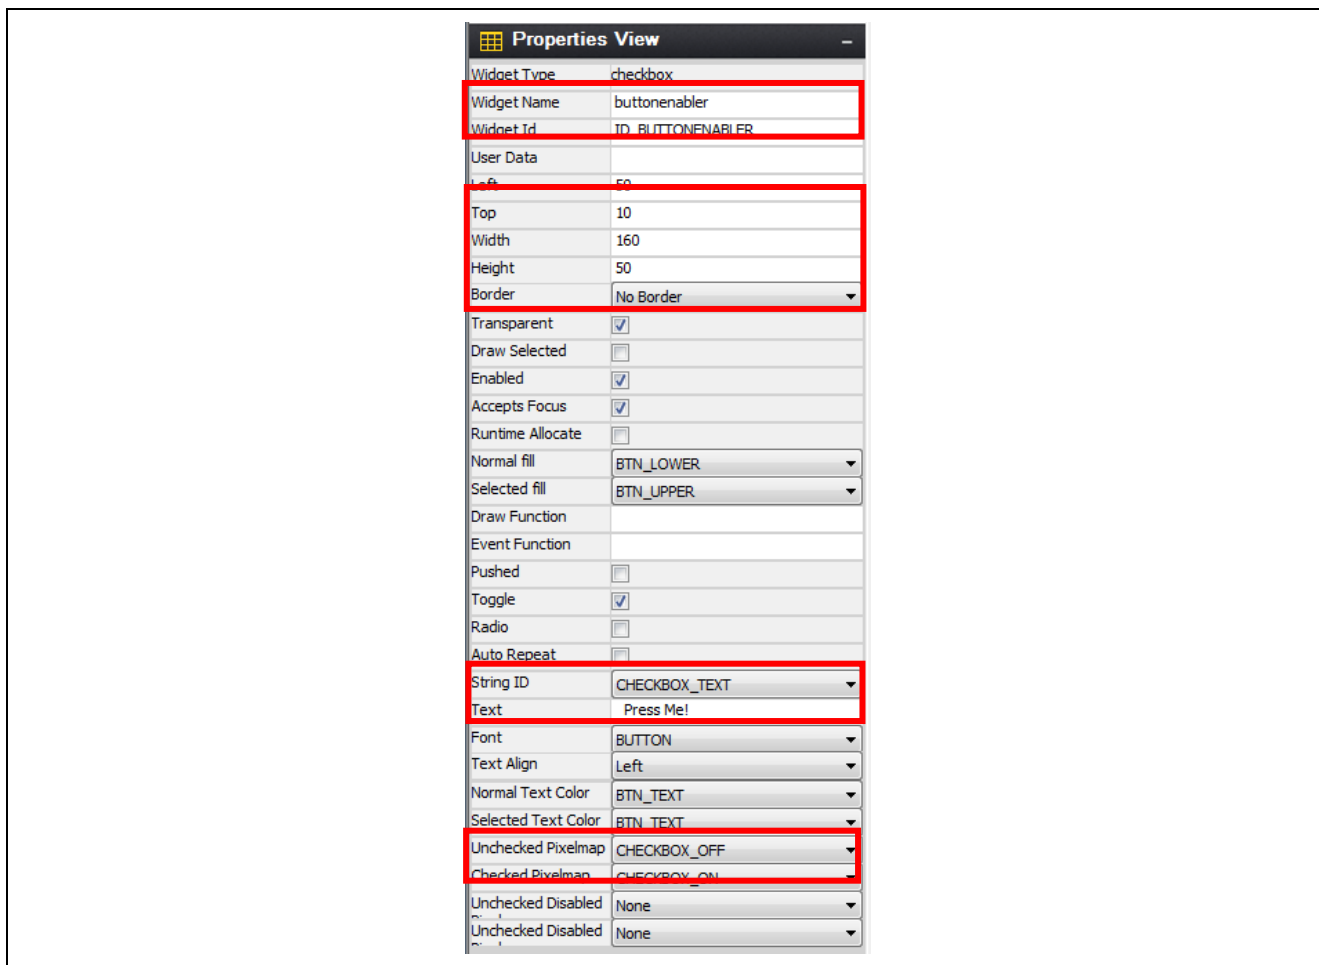 Properties View
Widget Type checkbox
Widget Name buttonenabler
Widget Id ID_BUTTONENABLER
User Data
Left 50
Top 10
Width 160
Height 50
Border No Border
Transparent
Draw Selected
Enabled
Accepts Focus
Runtime Allocate
Normal fill BTN_LOWER
Selected fill BTN_UPPER
Draw Function
Event Function
Pushed
Toggle
Radio
Auto Repeat
String ID CHECKBOX_TEXT
Text Press Me!
Font BUTTON
Text Align Left
Normal Text Color BTN_TEXT
Selected Text Color BTN_TEXT
Unchecked Pixelmap CHECKBOX_OFF
Checked Pixelmap CHECKBOX_ON
Unchecked Disabled None
Unchecked Disabled None